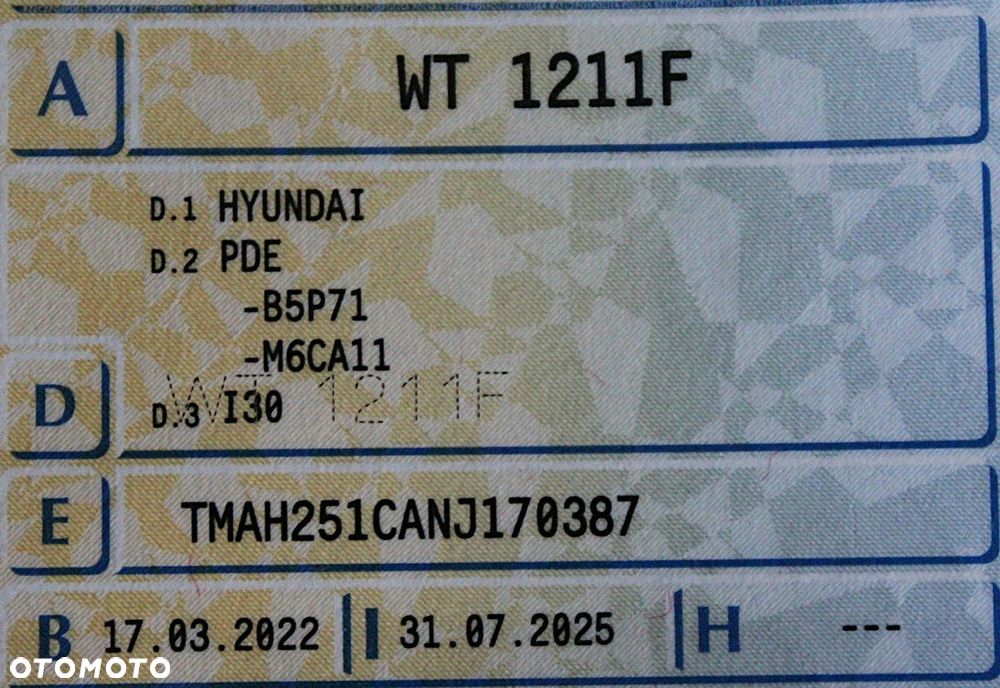 A WT 1211F
D.1 HYUNDAI
D.2 PDE
-B5P71
-M6CA11
WT 1211F
D D.3 I30
E TMAH251CANJ170387
B 17.03.2022 I 31.07.2025 H ---
OTOMOTO